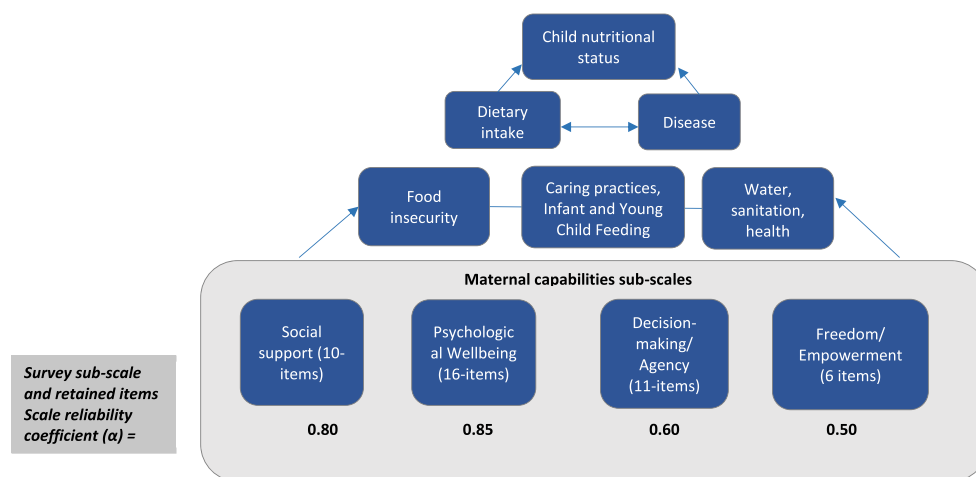 Child nutritional
status
Dietary
intake
Disease
Food
insecurity
Caring practices,
Infant and Young
Child Feeding
Water,
sanitation,
health
Maternal capabilities sub-scales
Social
support (10-
items)
Psychologic
al Wellbeing
(16-items)
Decision-
making/
Agency
(11-items)
Freedom/
Empowerment
(6 items)
Survey sub-scale
and retained items
Scale reliability
coefficient (α) =
0.80
0.85
0.60
0.50